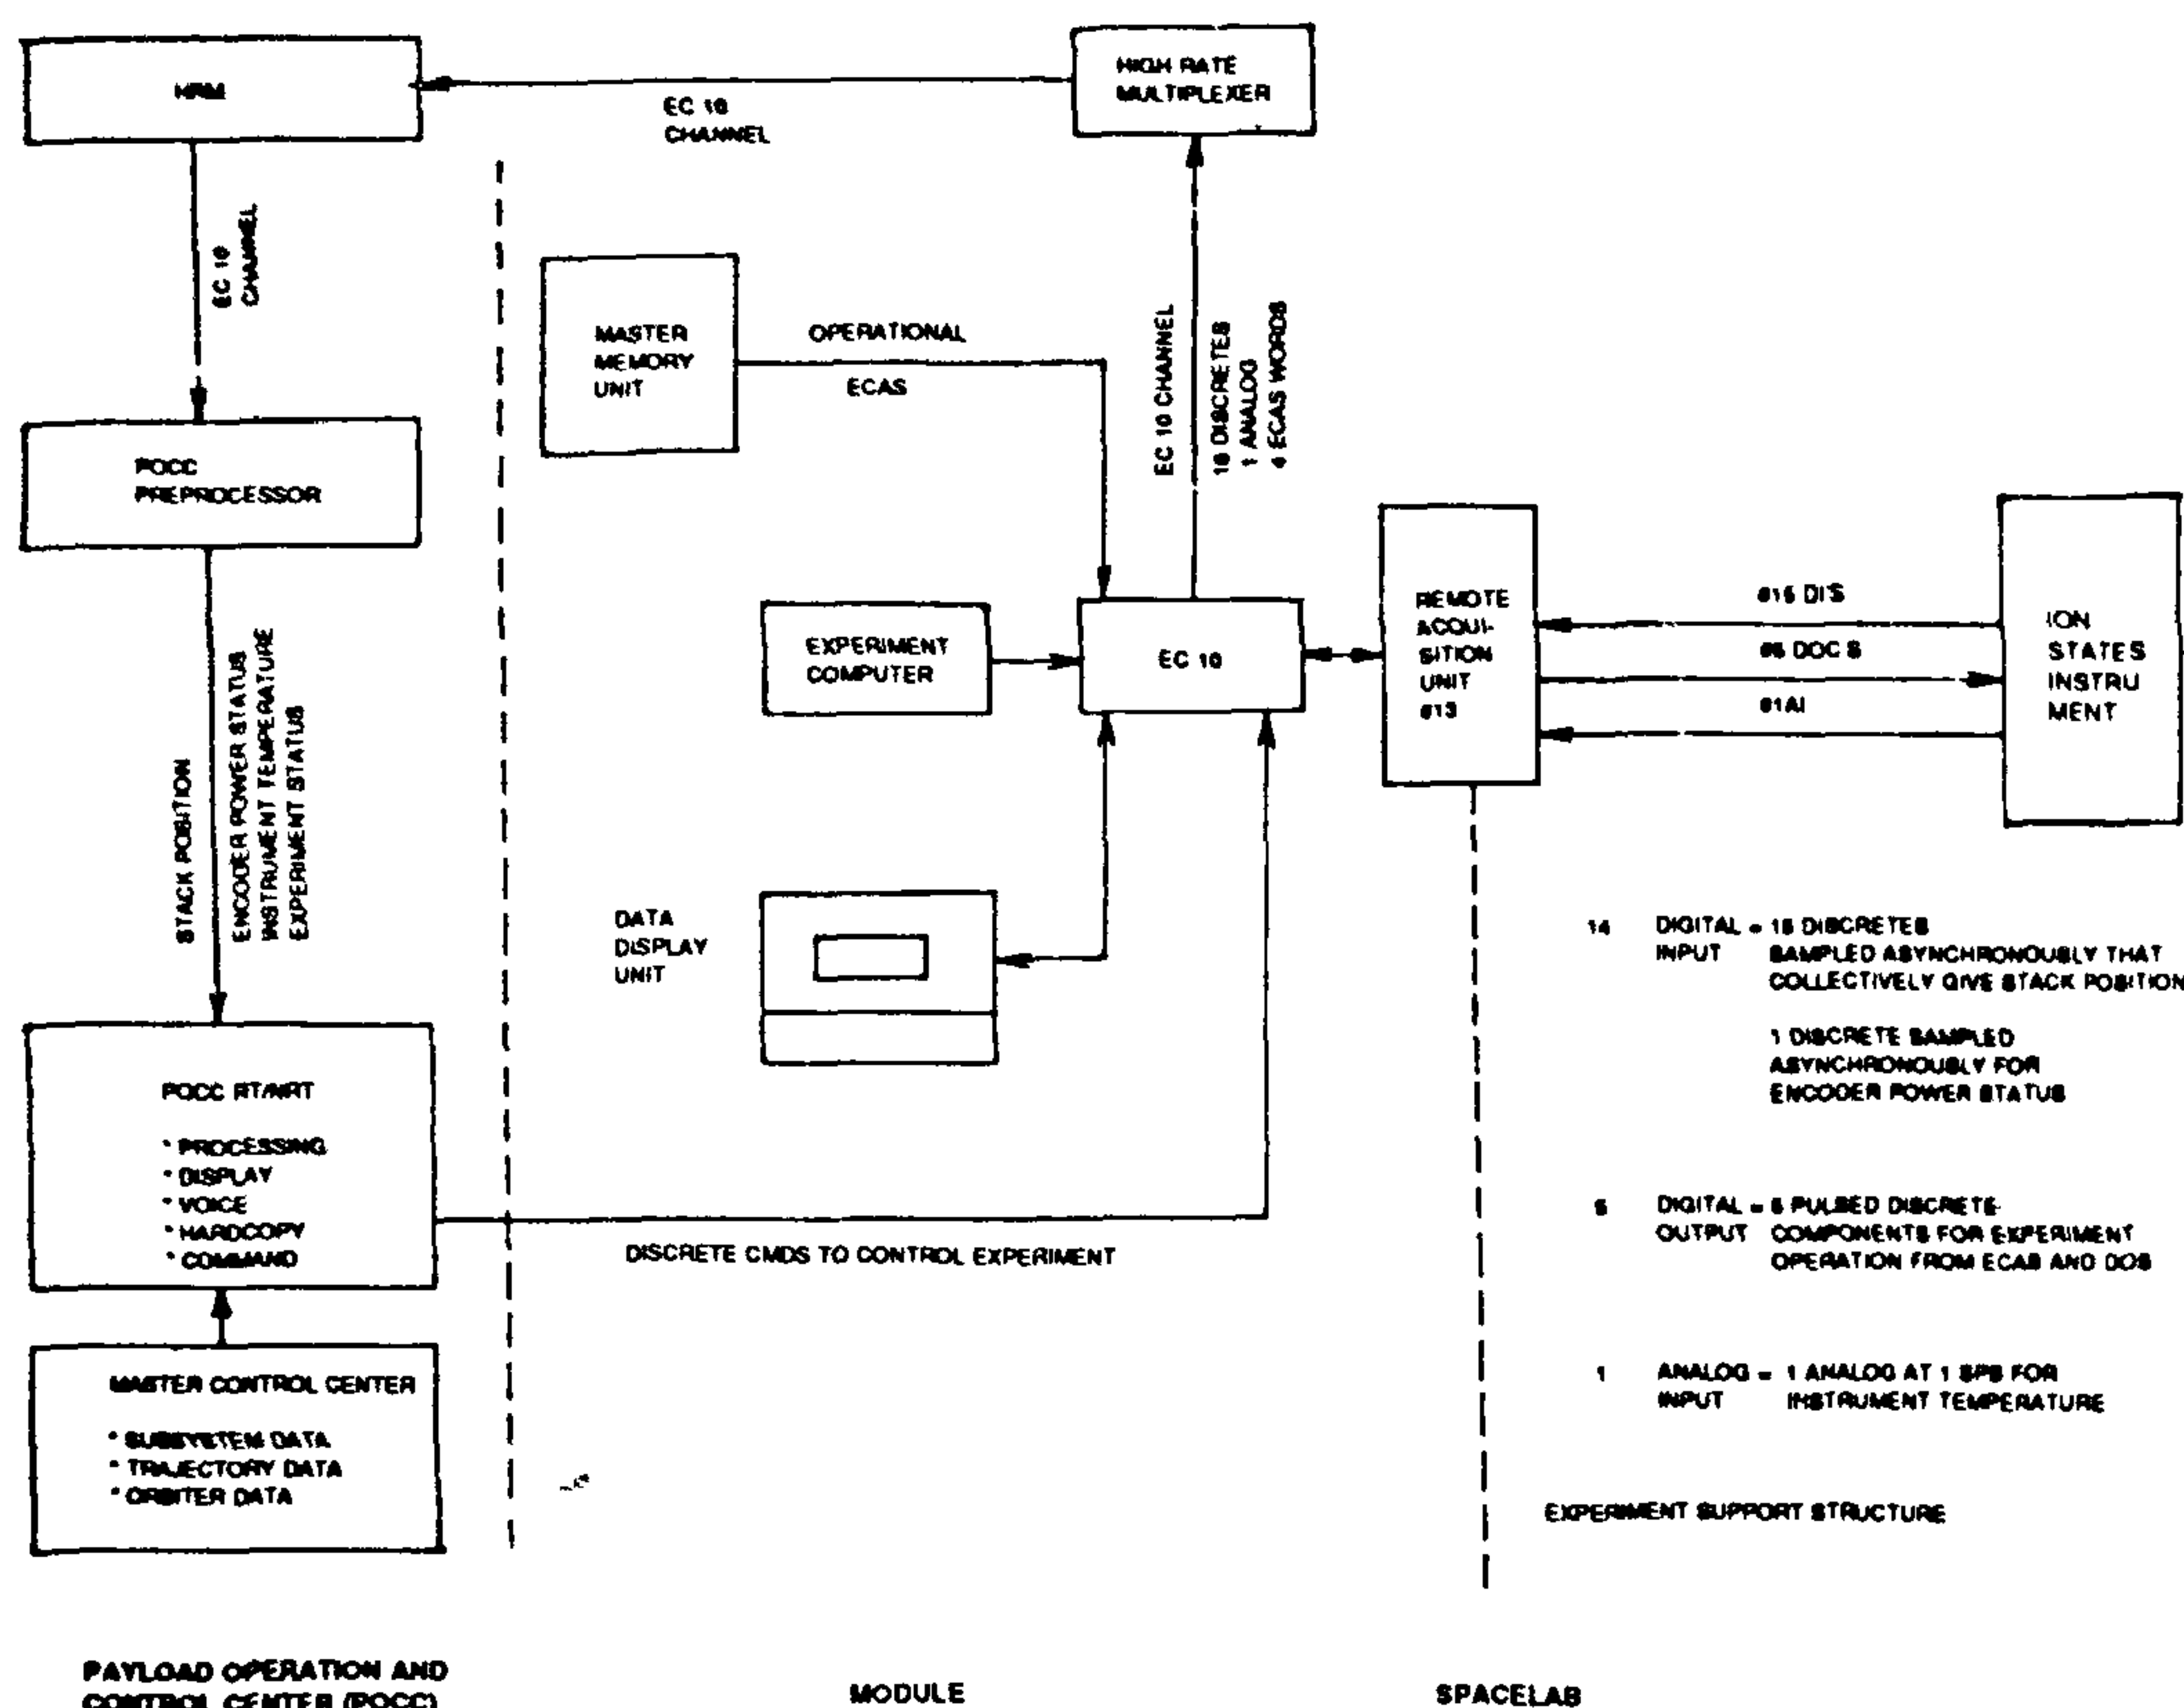 HRM
HIGH RATE
MULTIPLEXER
EC 10
CHANNEL
EC 10
CHANNEL
MASTER
MEMORY
UNIT
OPERATIONAL
ECAS
EC 10 CHANNEL
16 DISCRETES
1 ANALOG
4 ECAS WORDS
POCC
PREPROCESSOR
STACK POSITION
ENCODER POWER STATUS
INSTRUMENT TEMPERATURE
EXPERIMENT STATUS
EXPERIMENT
COMPUTER
EC 10
REMOTE
ACQUI-
SITION
UNIT
#13
DI'S
DOC S
AI
ION
STATES
INSTRU
MENT
DATA
DISPLAY
UNIT
14 DIGITAL = 15 DISCRETES
INPUT SAMPLED ASYNCHRONOUSLY THAT
COLLECTIVELY GIVE STACK POSITION
1 DISCRETE SAMPLED
ASYNCHRONOUSLY FOR
ENCODER POWER STATUS
DIGITAL = PULSED DISCRETE
OUTPUT COMPONENTS FOR EXPERIMENT
OPERATION FROM ECAS AND
1 ANALOG = 1 ANALOG AT 1 SPS FOR
INPUT INSTRUMENT TEMPERATURE
POCC RT/NRT
* PROCESSING
* DISPLAY
* VOICE
* HARDCOPY
* COMMAND
DISCRETE CMDS TO CONTROL EXPERIMENT
MASTER CONTROL CENTER
* SUBSYSTEM DATA
* TRAJECTORY DATA
* ORBITER DATA
EXPERIMENT SUPPORT STRUCTURE
PAYLOAD OPERATION AND
CONTROL CENTER (POCC)
MODULE
SPACELAB